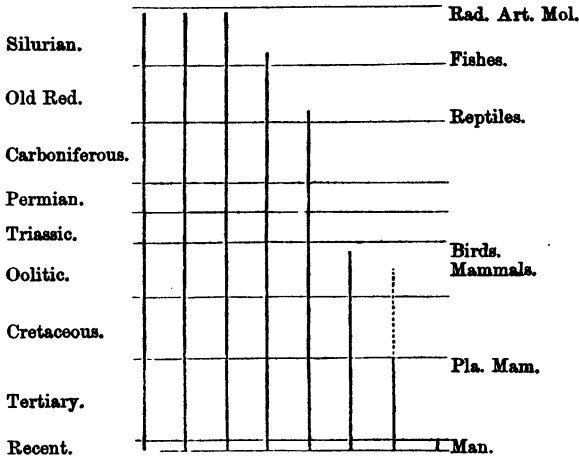 Rad. Art. Mol.
Silurian.
Fishes.
Old Red.
Reptiles.
Carboniferous.
Permian.
Triassic.
Birds.
Oolitic.
Mammals.
Cretaceous.
Pla. Mam.
Tertiary.
Recent.
Man.